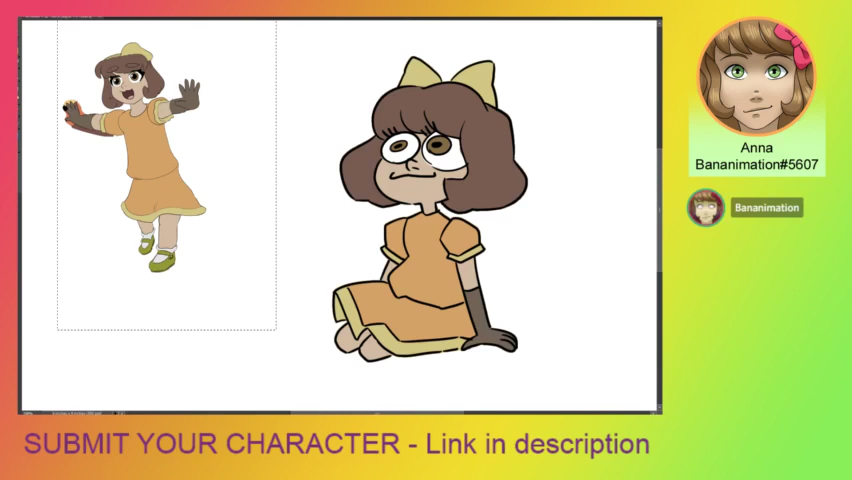 Anna
Bananimation#5607
Bananimation
SUBMIT YOUR CHARACTER - Link in description